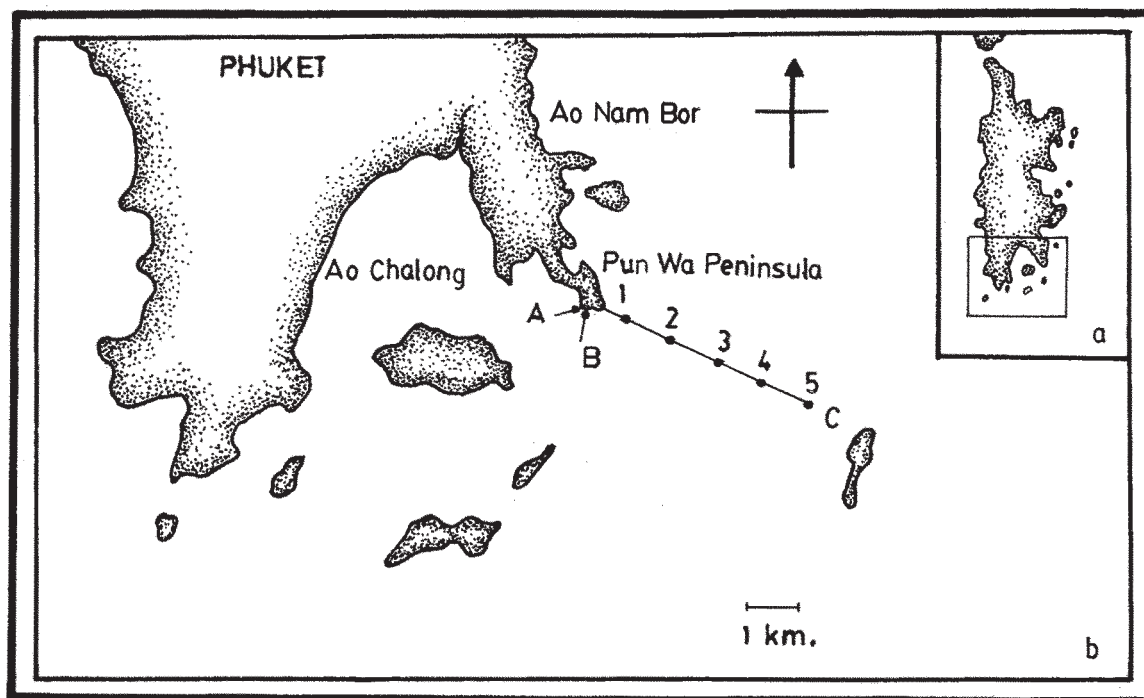 PHUKET
Ao Nam Bor
Ao Chalong
Pun Wa Peninsula
A
B
1
2
3
4
5
C
1 km.
a
b